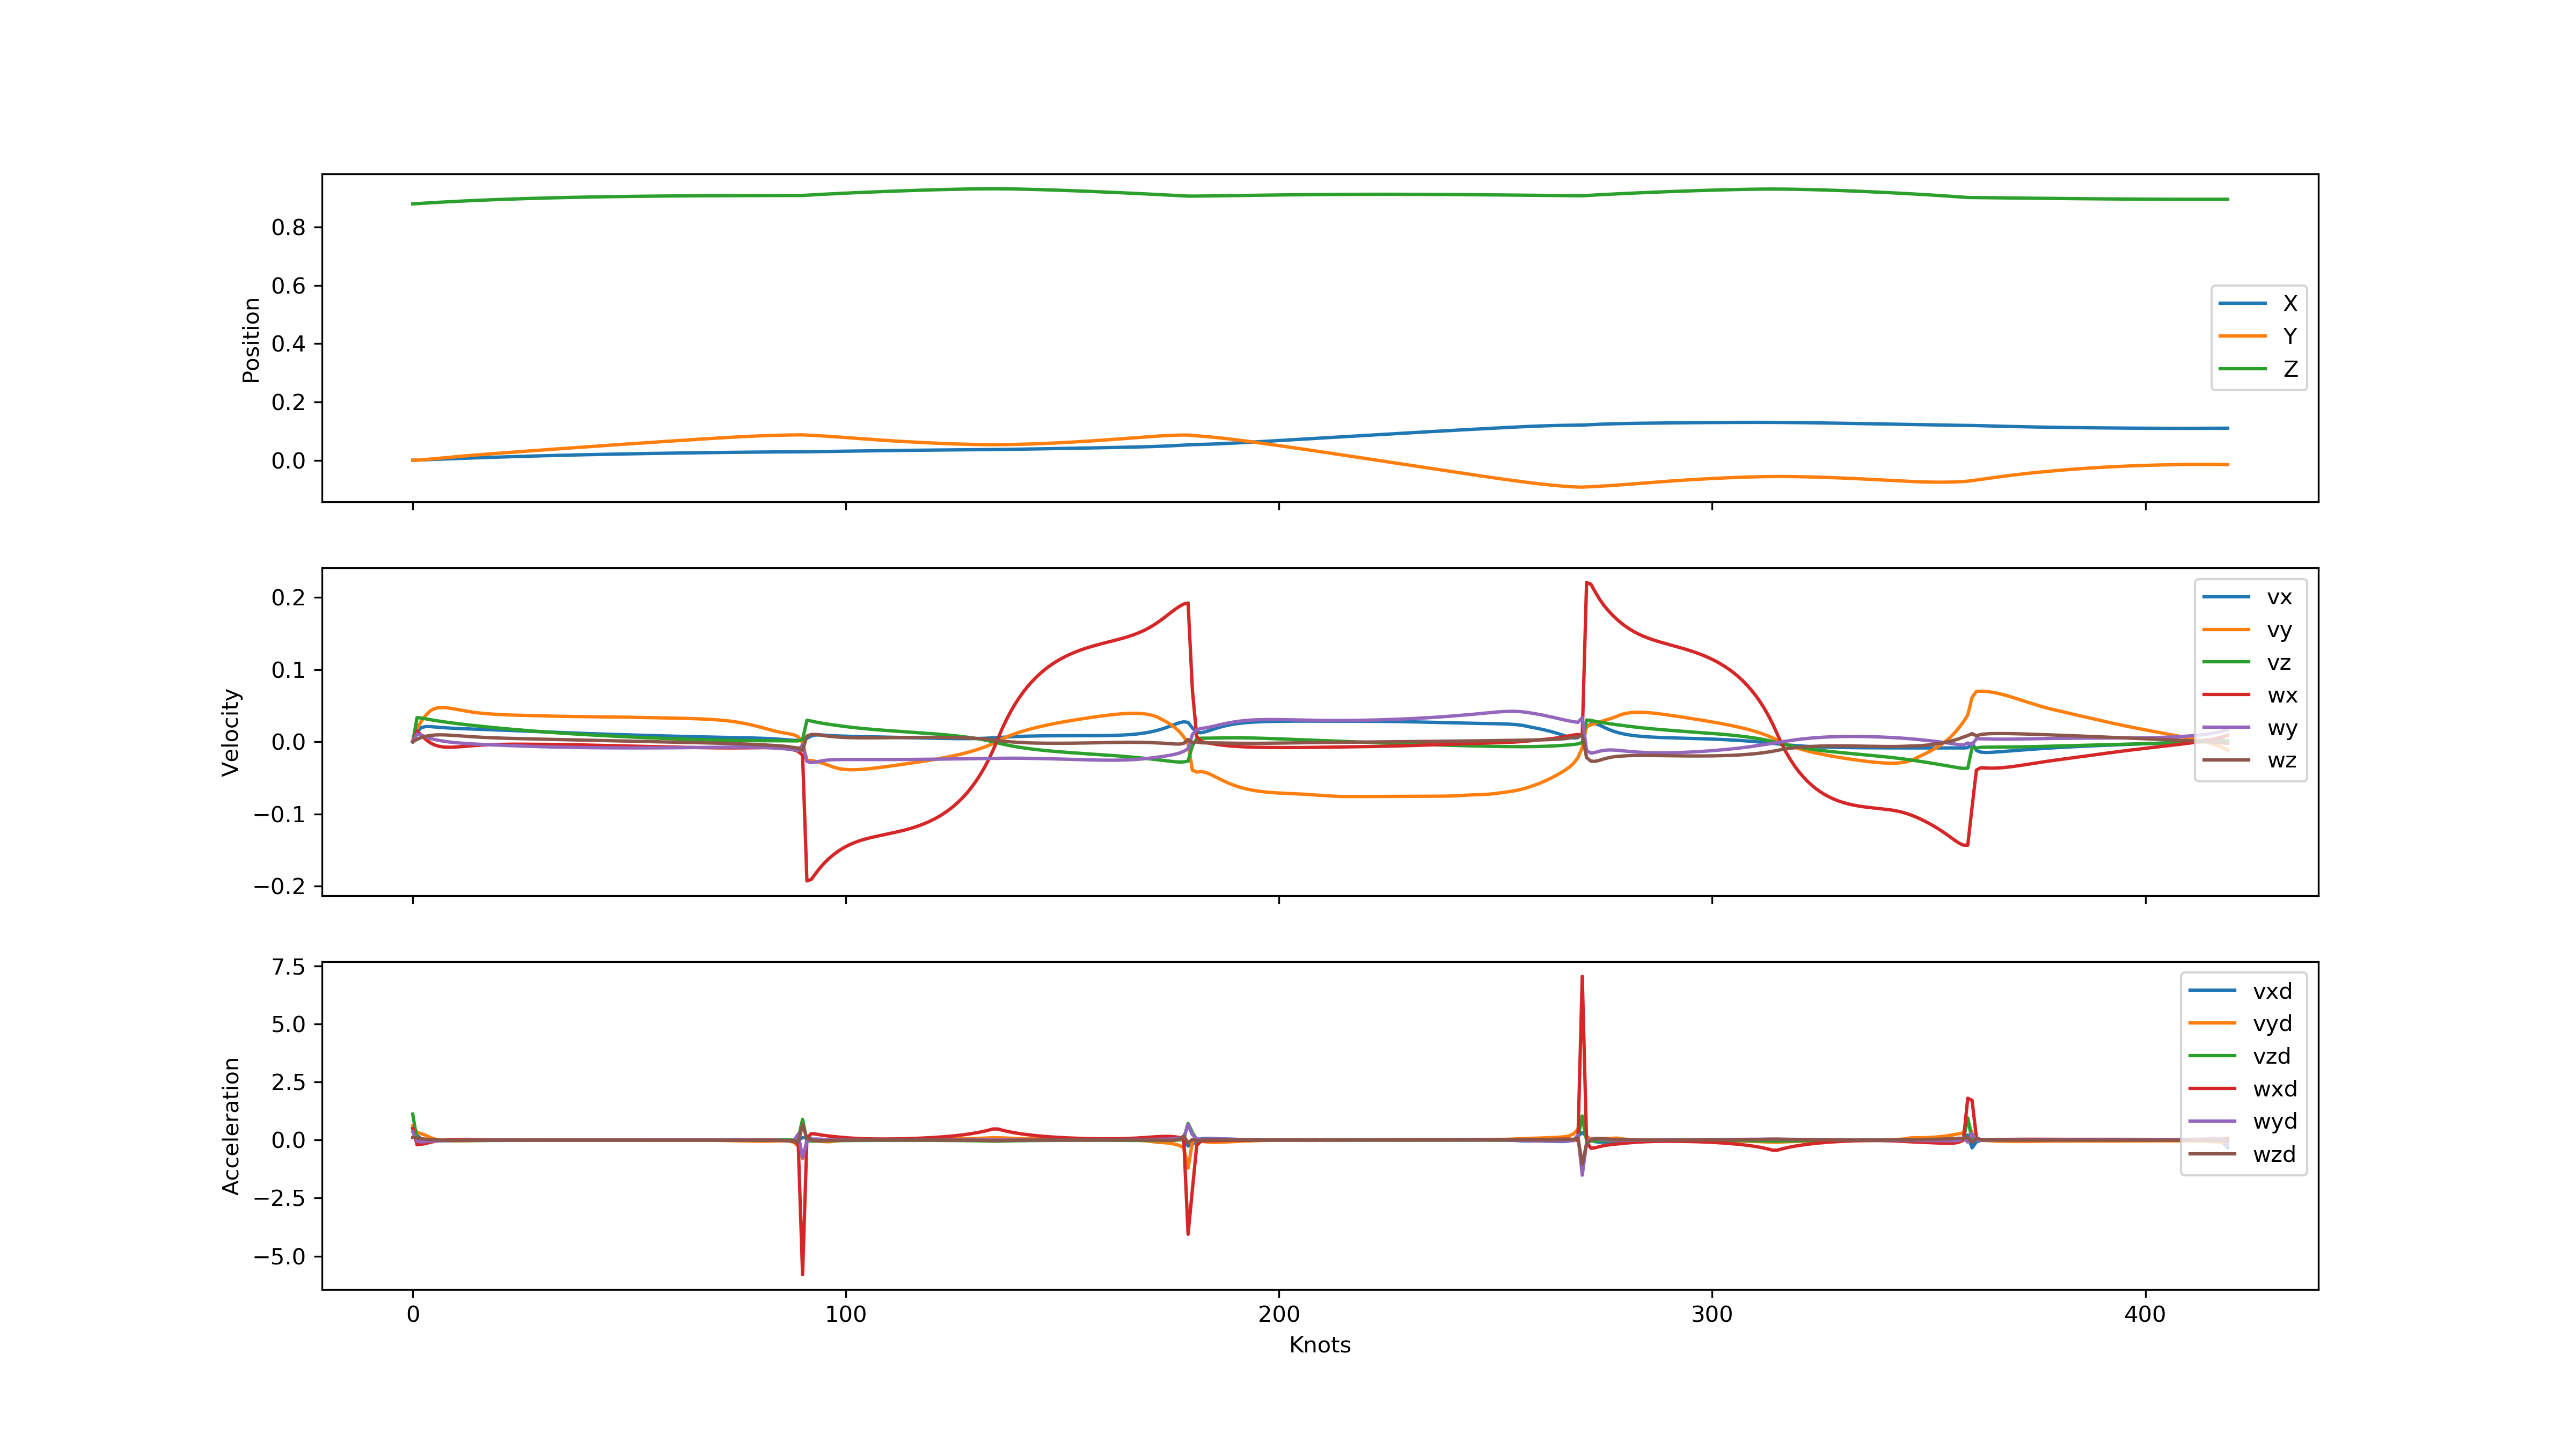 0.8
0.6
0.4
0.2
0.0
Position
X
Y
Z
0.2
0.1
0.0
−0.1
−0.2
Velocity
vx
vy
vz
wx
wy
wz
7.5
5.0
2.5
0.0
−2.5
−5.0
Acceleration
vxd
vyd
vzd
wxd
wyd
wzd
0 100 200 300 400
Knots